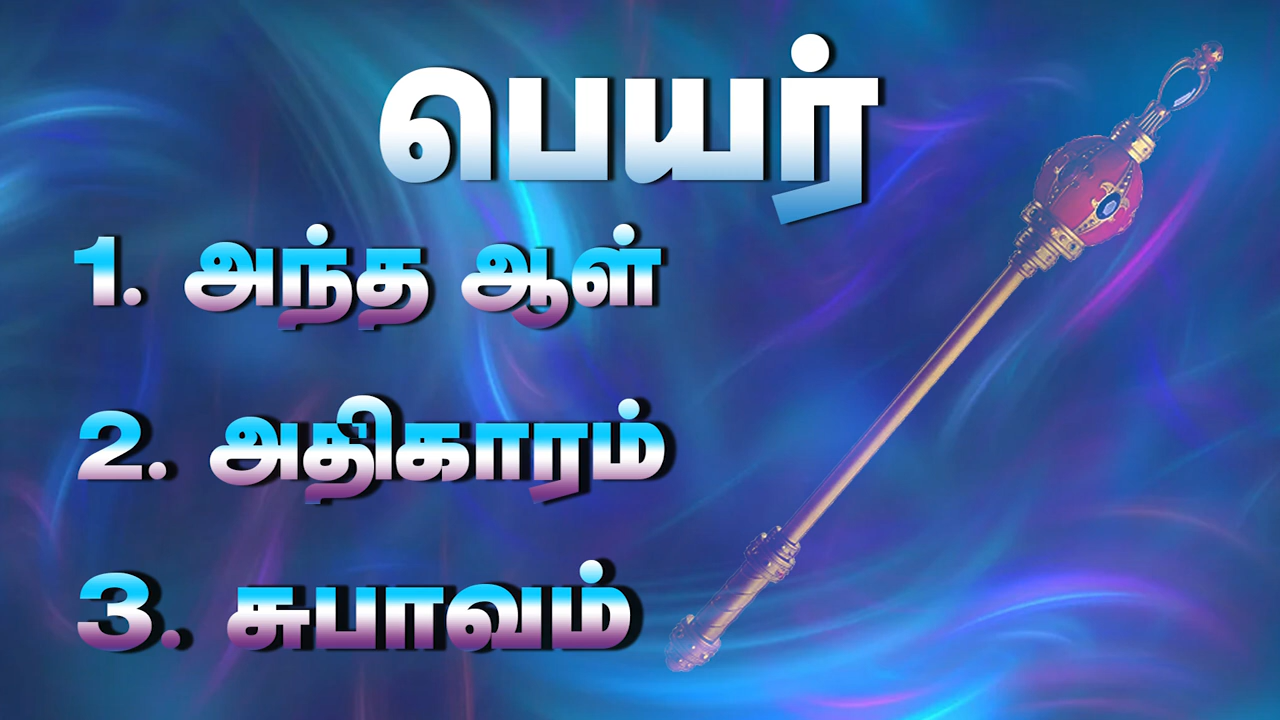 பெயர்
1. அந்த ஆள்
2. அதிகாரம்
3. சுபாவம்